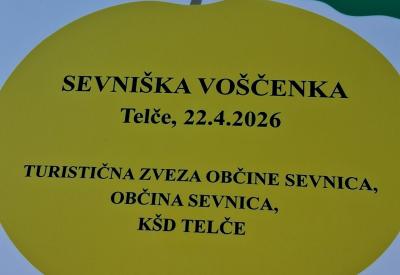 SEVNIŠKA VOŠČENKA
Telče, 22.4.2026
TURISTIČNA ZVEZA OBČINE SEVNICA,
OBČINA SEVNICA,
KŠD TELČE